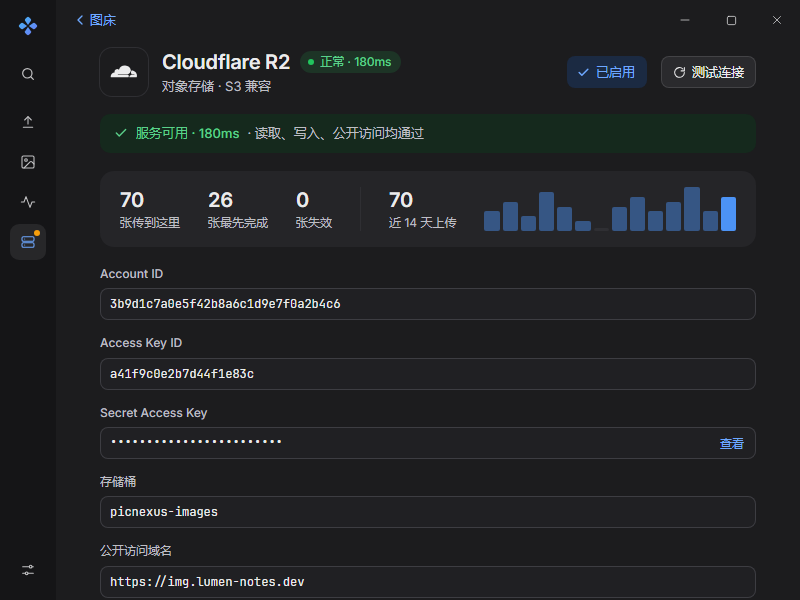 图床
Cloudflare R2
正常 · 180ms
对象存储 · S3 兼容
已启用
测试连接
服务可用 · 180ms · 读取、写入、公开访问均通过
70
张传到这里
26
张最先完成
0
张失效
70
近 14 天上传
Account ID
3b9d1c7a0e5f42b8a6c1d9e7f0a2b4c6
Access Key ID
a41f9c0e2b7d44f1e83c
Secret Access Key
••••••••••••••••••••••••
查看
存储桶
picnexus-images
公开访问域名
https://img.lumen-notes.dev